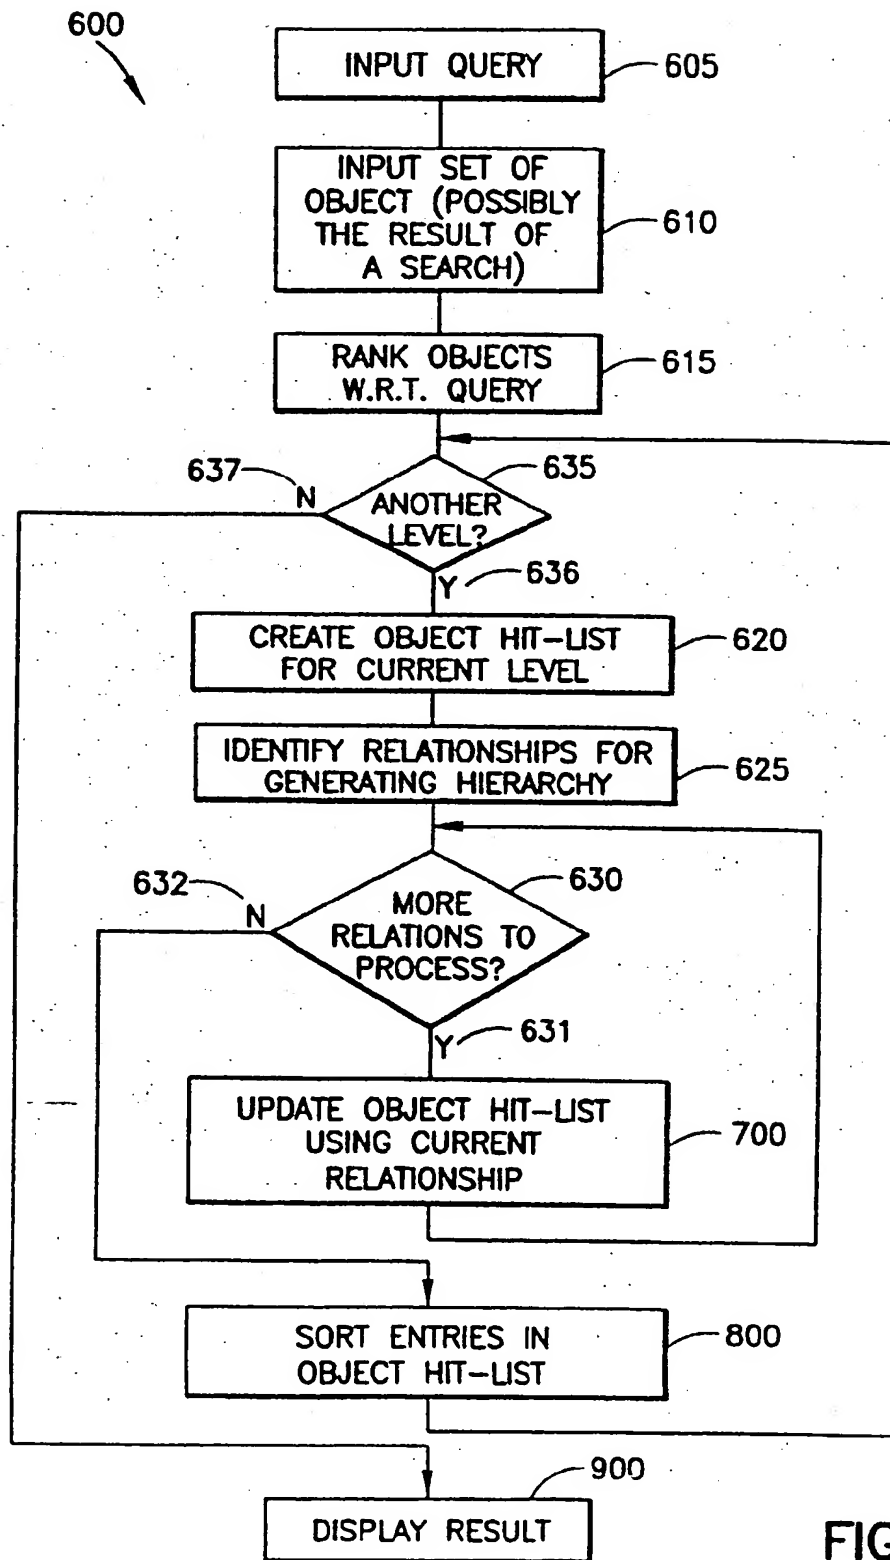 600
INPUT QUERY
605
INPUT SET OF
OBJECT (POSSIBLY
THE RESULT OF
A SEARCH)
610
RANK OBJECTS
W.R.T. QUERY
615
637
N
635
ANOTHER
LEVEL?
Y
636
CREATE OBJECT HIT-LIST
FOR CURRENT LEVEL
620
IDENTIFY RELATIONSHIPS FOR
GENERATING HIERARCHY
625
632
N
630
MORE
RELATIONS TO
PROCESS?
Y
631
UPDATE OBJECT HIT-LIST
USING CURRENT
RELATIONSHIP
700
SORT ENTRIES IN
OBJECT HIT-LIST
800
900
DISPLAY RESULT
FIG